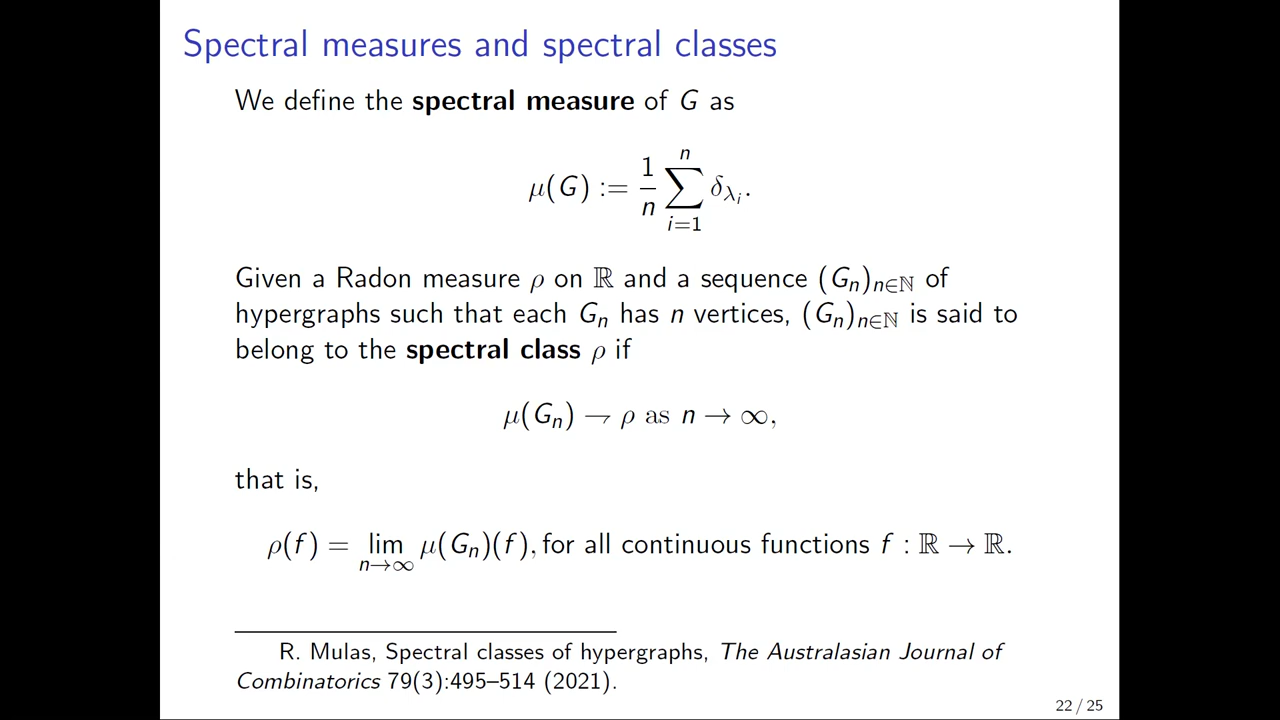 Spectral measures and spectral classes
We define the spectral measure of G as
μ(G) := 1/n ∑_{i=1}^{n} δ_{λ_i}.
Given a Radon measure ρ on ℝ and a sequence (G_n)_{n∈ℕ} of
hypergraphs such that each G_n has n vertices, (G_n)_{n∈ℕ} is said to
belong to the spectral class ρ if
μ(G_n) ⇁ ρ as n → ∞,
that is,
ρ(f) = lim_{n→∞} μ(G_n)(f), for all continuous functions f : ℝ → ℝ.
R. Mulas, Spectral classes of hypergraphs, The Australasian Journal of
Combinatorics 79(3):495–514 (2021).
22 / 25